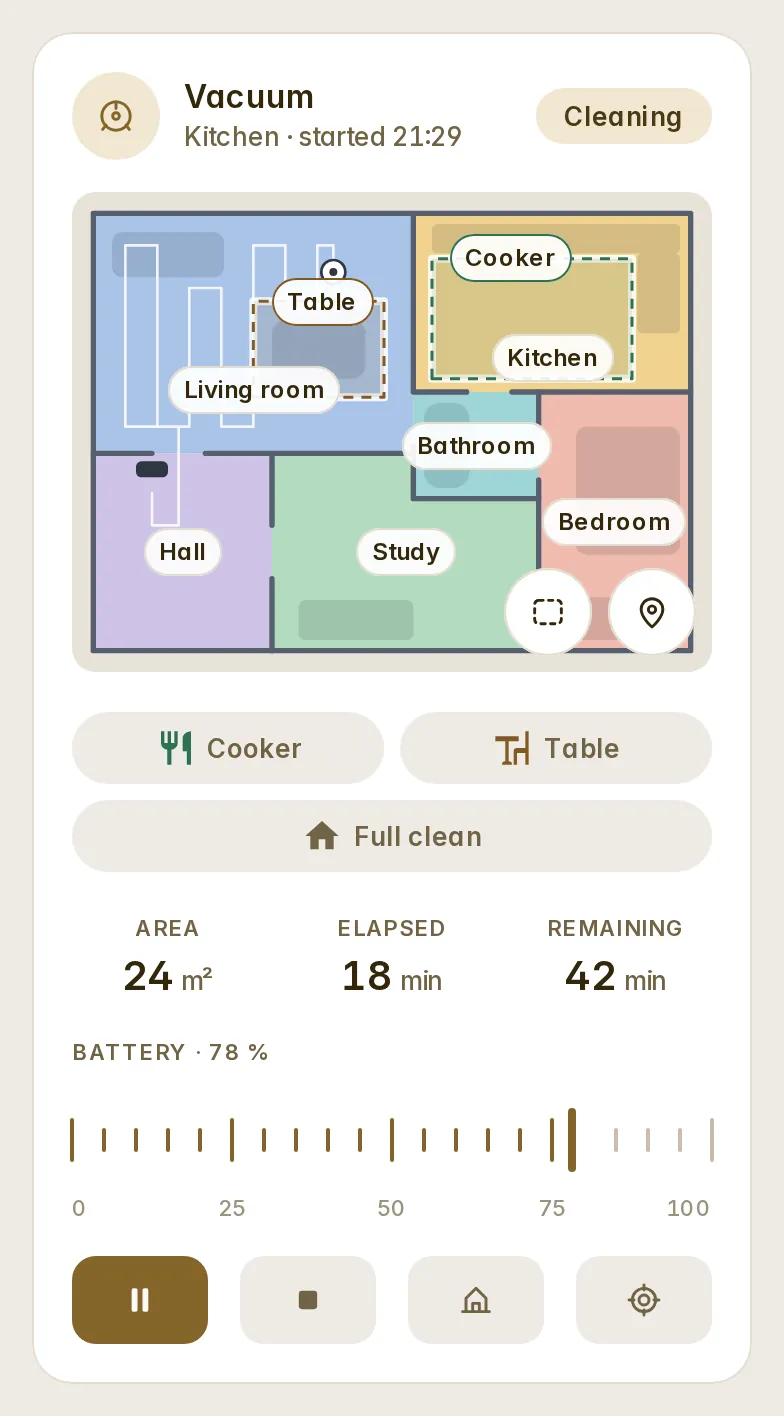 Vacuum
Kitchen · started 21:29
Cleaning
Cooker
Table
Kitchen
Living room
Bathroom
Bedroom
Hall
Study
Cooker
Table
Full clean
AREA
24 m²
ELAPSED
18 min
REMAINING
42 min
BATTERY · 78 %
0 25 50 75 100